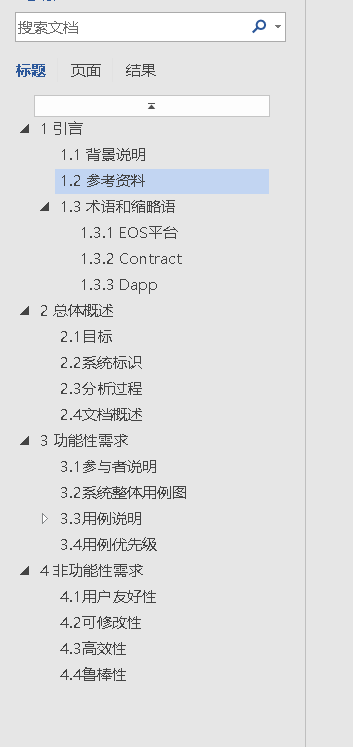 搜索文档
标题 页面 结果
1 引言
1.1 背景说明
1.2 参考资料
1.3 术语和缩略语
1.3.1 EOS平台
1.3.2 Contract
1.3.3 Dapp
2 总体概述
2.1目标
2.2系统标识
2.3分析过程
2.4文档概述
3 功能性需求
3.1参与者说明
3.2系统整体用例图
3.3用例说明
3.4用例优先级
4 非功能性需求
4.1用户友好性
4.2可修改性
4.3高效性
4.4鲁棒性